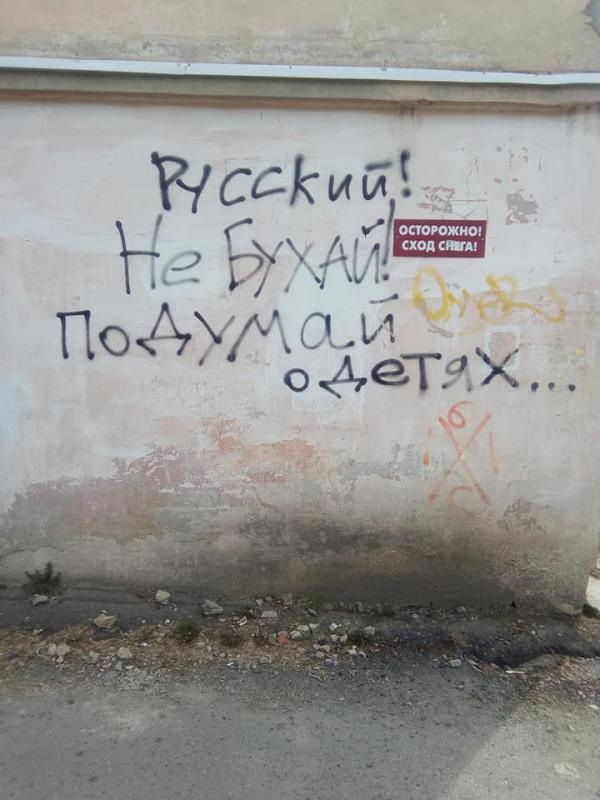 Русский!
Не БУХАЙ!
ОСТОРОЖНО!
СХОД СНЕГА!
ПОДУМАЙ
о детях...